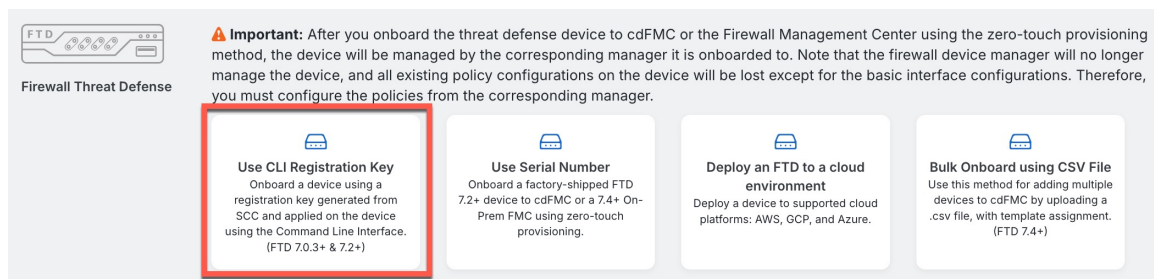 FTD
Firewall Threat Defense
Important: After you onboard the threat defense device to cdFMC or the Firewall Management Center using the zero-touch provisioning
method, the device will be managed by the corresponding manager it is onboarded to. Note that the firewall device manager will no longer
manage the device, and all existing policy configurations on the device will be lost except for the basic interface configurations. Therefore,
you must configure the policies from the corresponding manager.
Use CLI Registration Key
Onboard a device using a
registration key generated from
SCC and applied on the device
using the Command Line Interface.
(FTD 7.0.3+ & 7.2+)
Use Serial Number
Onboard a factory-shipped FTD
7.2+ device to cdFMC or a 7.4+ On-
Prem FMC using zero-touch
provisioning.
Deploy an FTD to a cloud
environment
Deploy a device to supported cloud
platforms: AWS, GCP, and Azure.
Bulk Onboard using CSV File
Use this method for adding multiple
devices to cdFMC by uploading a
.csv file, with template assignment.
(FTD 7.4+)